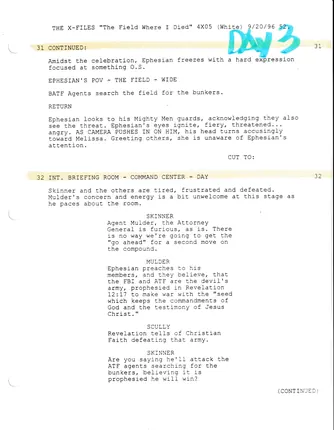 THE X-FILES "The Field Where I Died" 4X05 (White) 9/20/96
Day 3
31 CONTINUED: 31
Amidst the celebration, Ephesian freezes with a hard expression
focused at something O.S.
EPHESIAN'S POV - THE FIELD - WIDE
BATF Agents search the field for the bunkers.
RETURN
Ephesian looks to his Mighty Men guards, acknowledging they also
see the threat. Ephesian's eyes ignite, fiery, threatened...
angry. AS CAMERA PUSHES IN ON HIM, his head turns accusingly
toward Melissa. Greeting others, she is unaware of Ephesian's
attention.
CUT TO:
32 INT. BRIEFING ROOM - COMMAND CENTER - DAY 32
Skinner and the others are tired, frustrated and defeated.
Mulder's concern and energy is a bit unwelcome at this stage as
he paces about the room.
SKINNER
Agent Mulder, the Attorney
General is furious, as is. There
is no way we're going to get the
"go ahead" for a second move on
the compound.
MULDER
Ephesian preaches to his
members, and they believe, that
the FBI and ATF are the devil's
army, prophesied in Revelation
12:17 to make war with the "seed
which keeps the commandments of
God and the testimony of Jesus
Christ."
SCULLY
Revelation tells of Christian
Faith defeating that army.
SKINNER
Are you saying he'll attack the
ATF agents searching for the
bunkers, believing it is
prophesied he will win?
(CONTINUED)